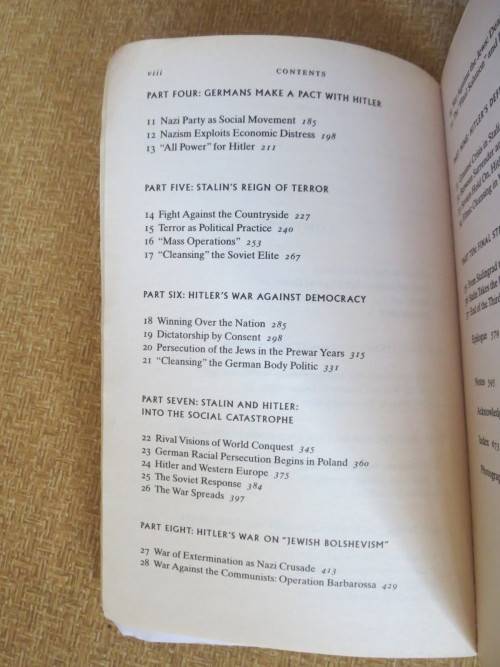 viii
CONTENTS
PART FOUR: GERMANS MAKE A PACT WITH HITLER
11 Nazi Party as Social Movement 185
12 Nazism Exploits Economic Distress 198
13 “All Power” for Hitler 211
PART FIVE: STALIN’S REIGN OF TERROR
14 Fight Against the Countryside 227
15 Terror as Political Practice 240
16 “Mass Operations” 253
17 “Cleansing” the Soviet Elite 267
PART SIX: HITLER’S WAR AGAINST DEMOCRACY
18 Winning Over the Nation 285
19 Dictatorship by Consent 298
20 Persecution of the Jews in the Prewar Years 315
21 “Cleansing” the German Body Politic 331
PART SEVEN: STALIN AND HITLER:
INTO THE SOCIAL CATASTROPHE
22 Rival Visions of World Conquest 345
23 German Racial Persecution Begins in Poland 360
24 Hitler and Western Europe 375
25 The Soviet Response 384
26 The War Spreads 397
PART EIGHT: HITLER’S WAR ON “JEWISH BOLSHEVISM”
27 War of Extermination as Nazi Crusade 413
28 War Against the Communists: Operation Barbarossa 429
Epilogue 579
Notes
Index